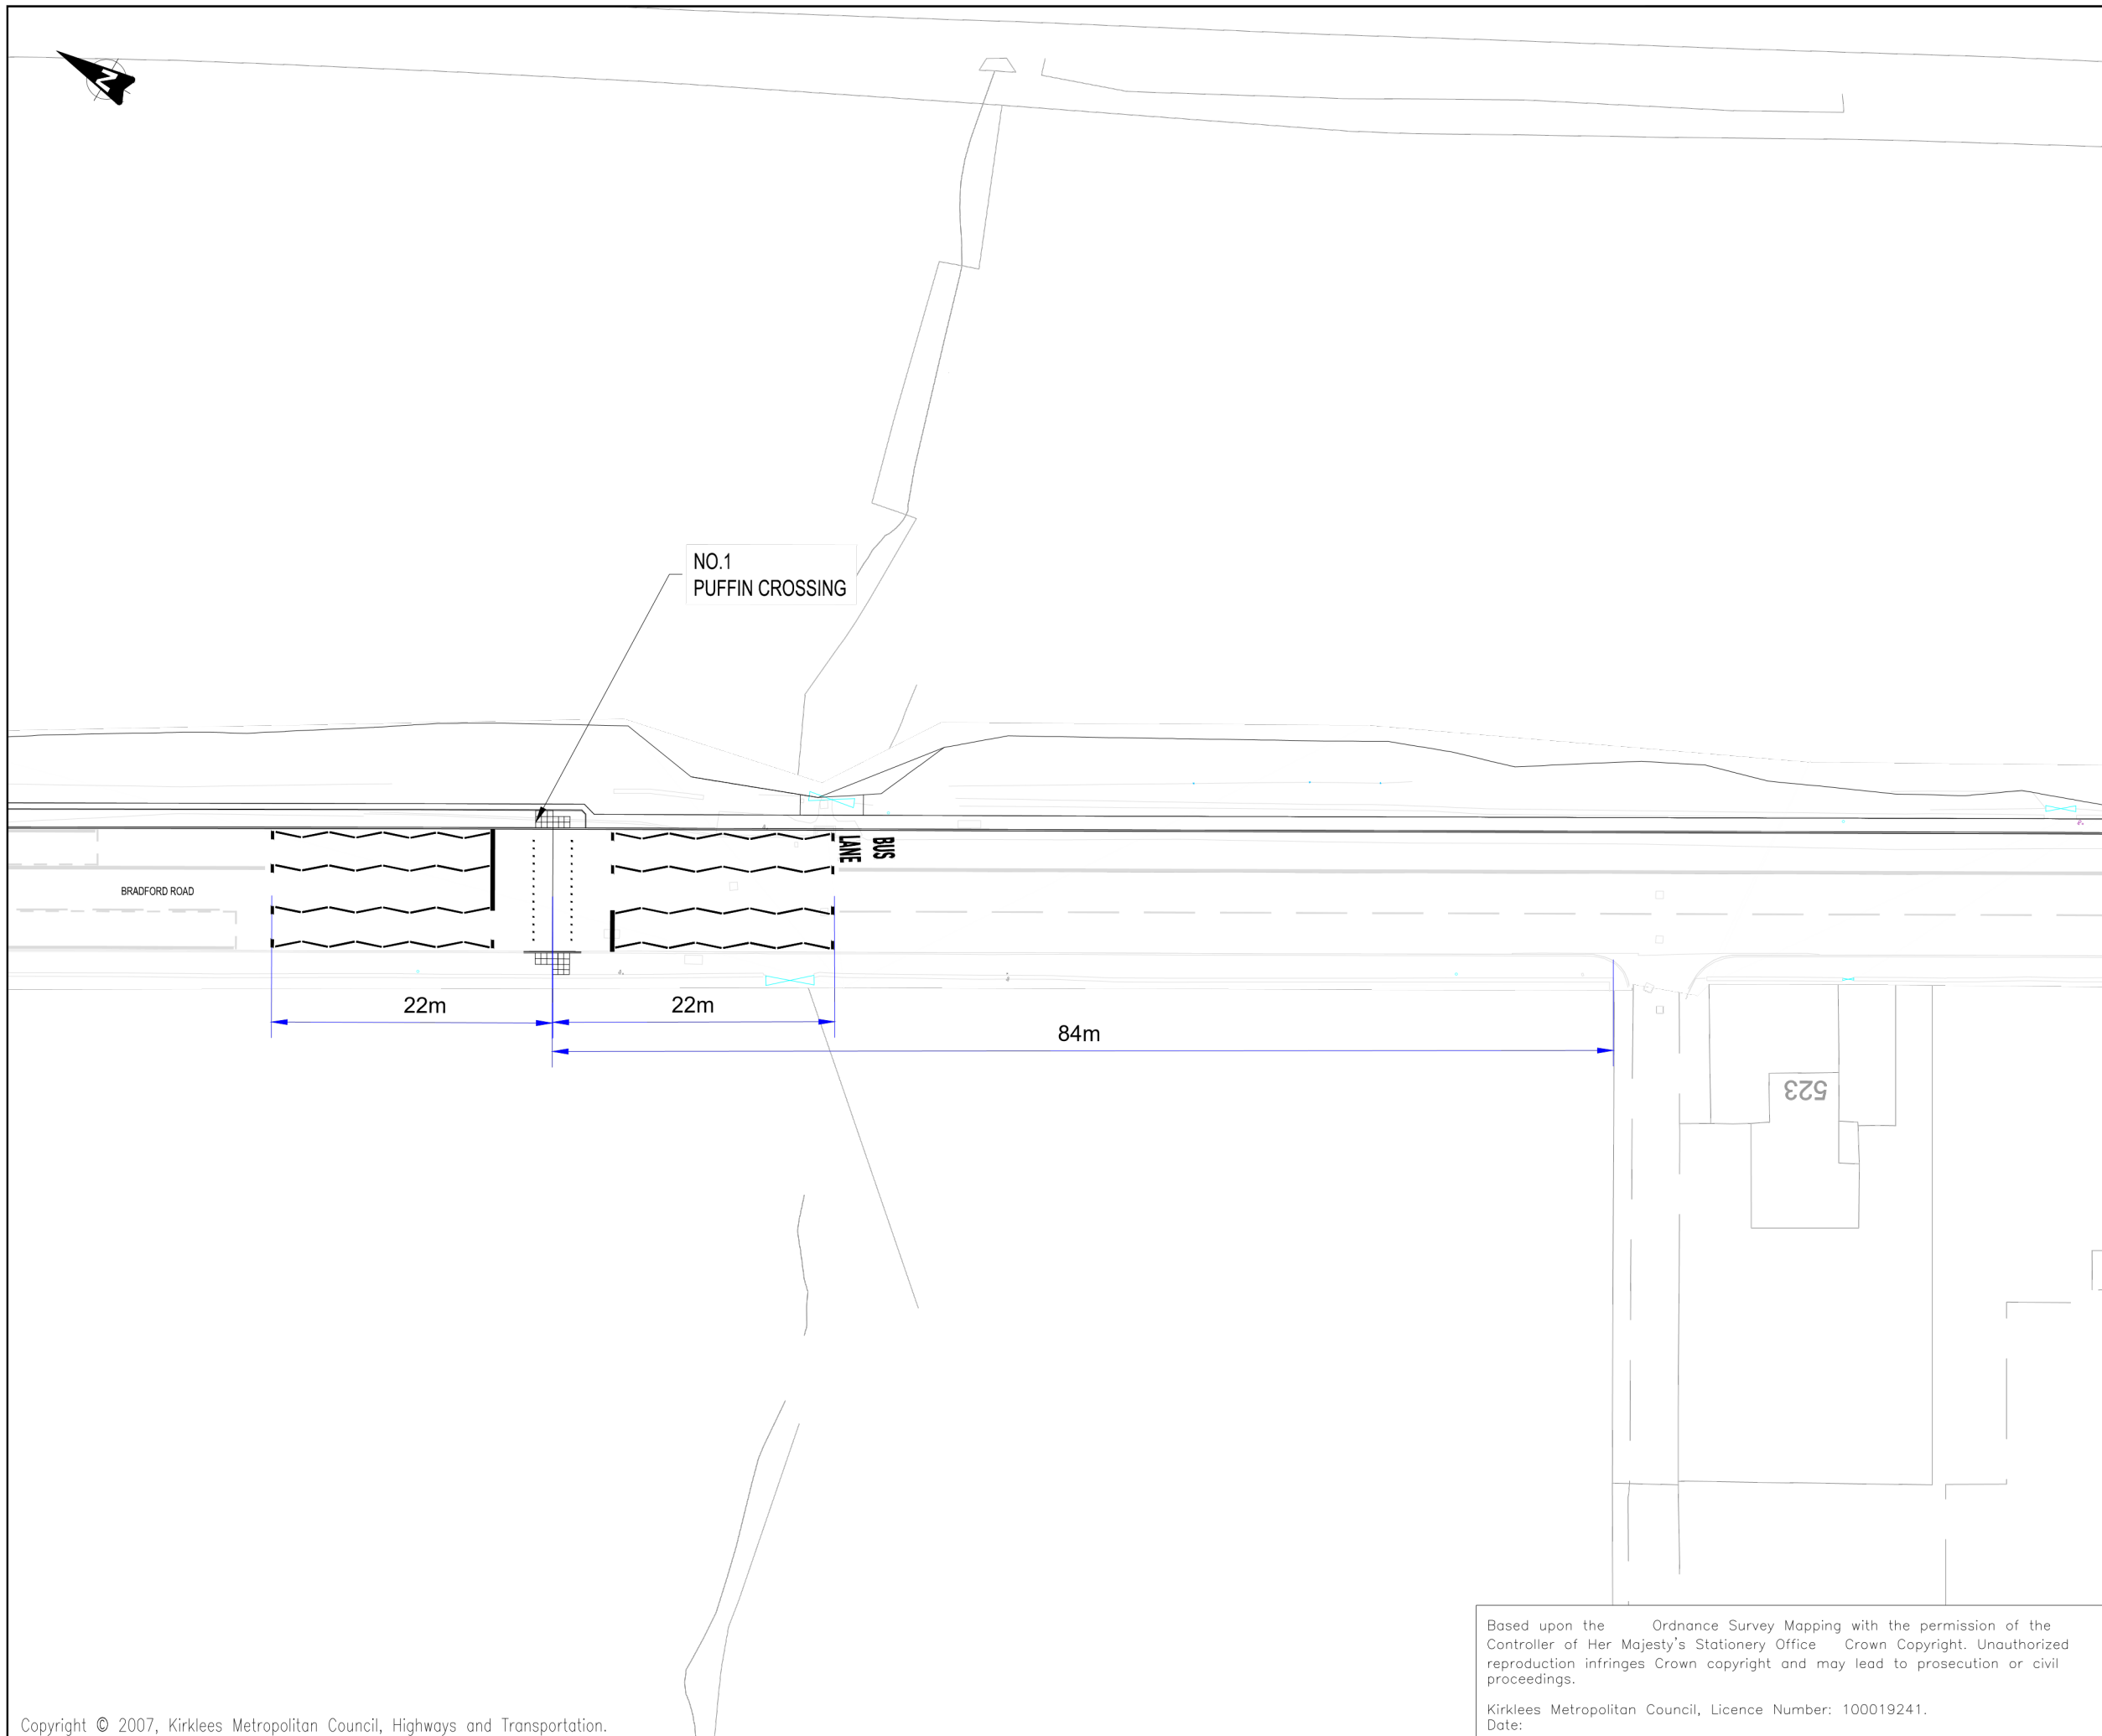 N
NO.1
PUFFIN CROSSING
BUS
LANE
BRADFORD ROAD
22m
22m
84m
523
Based upon the Ordnance Survey Mapping with the permission of the
Controller of Her Majesty's Stationery Office Crown Copyright. Unauthorized
reproduction infringes Crown copyright and may lead to prosecution or civil
proceedings.
Kirklees Metropolitan Council, Licence Number: 100019241.
Date:
Copyright © 2007, Kirklees Metropolitan Council, Highways and Transportation.